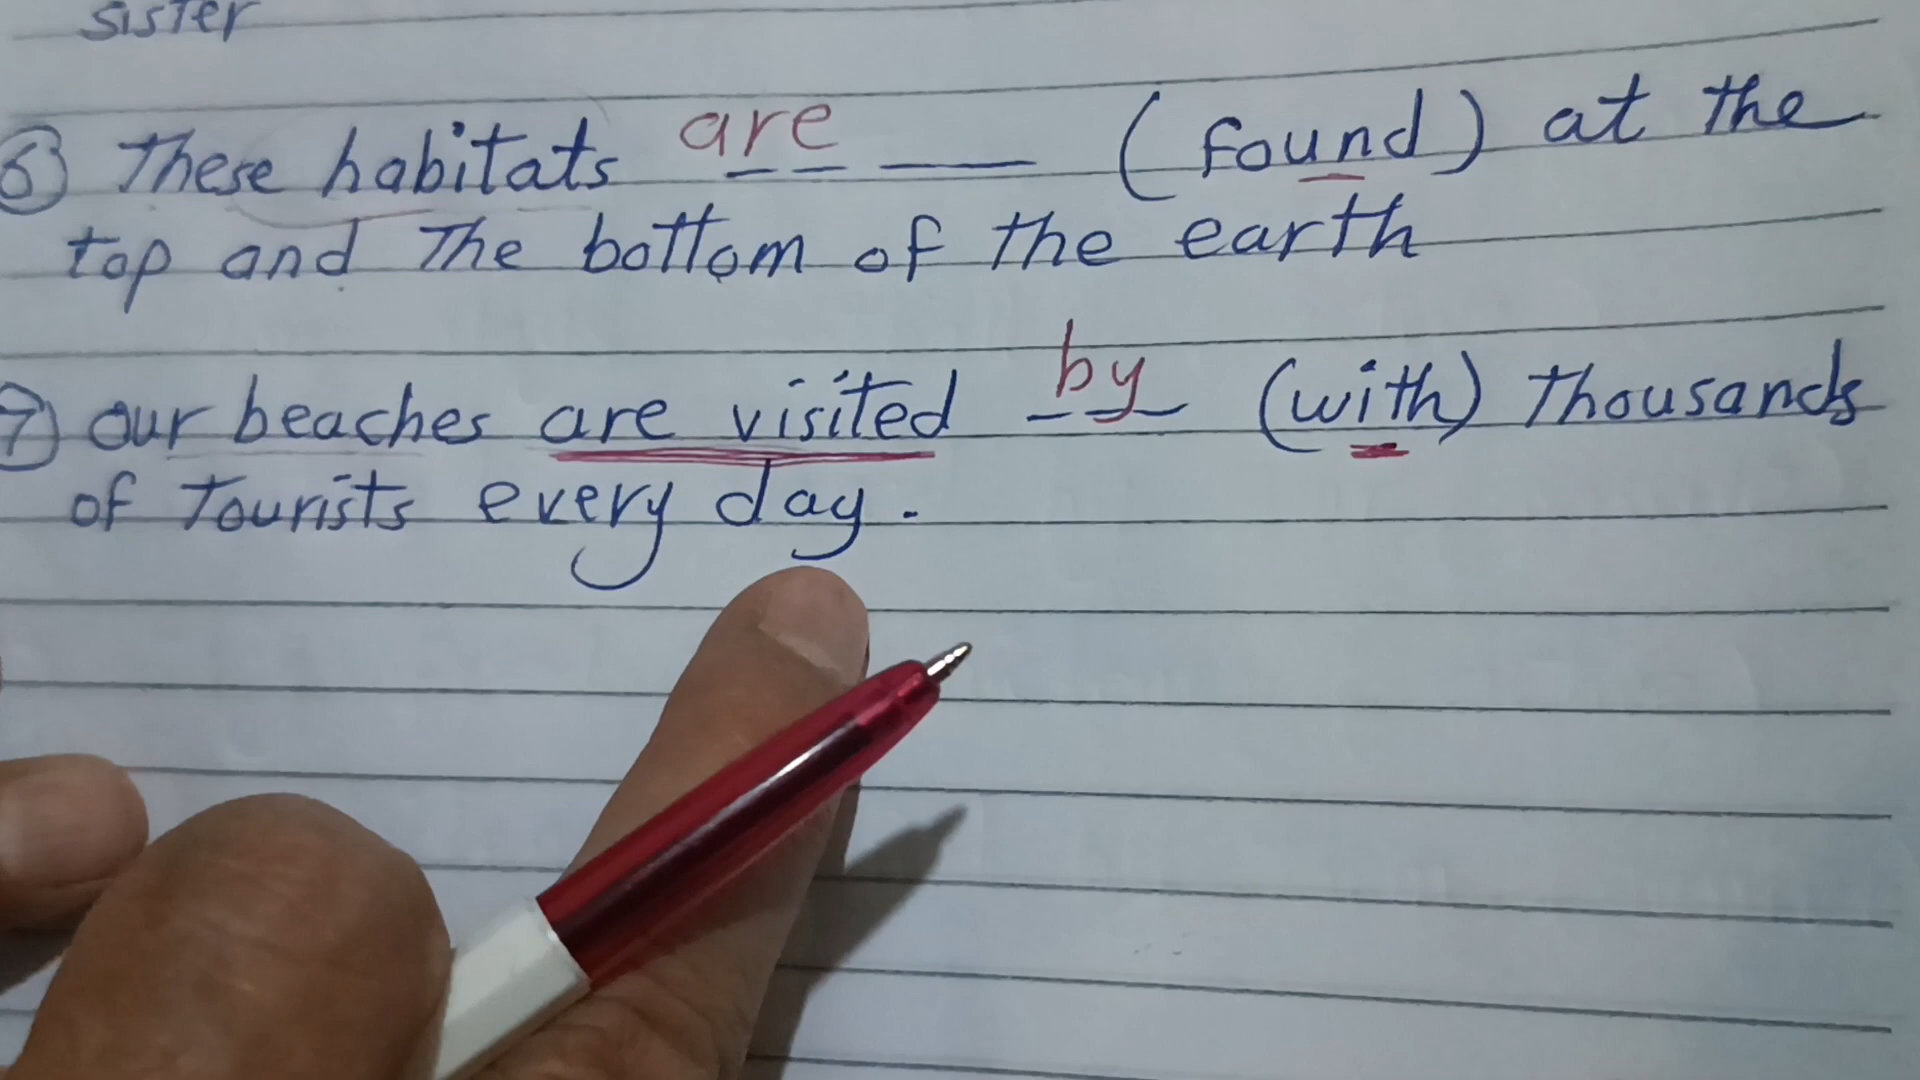 sister
6 These habitats are (found) at the
top and The bottom of the earth
7 our beaches are visited by (with) Thousands
of Tourists every day.